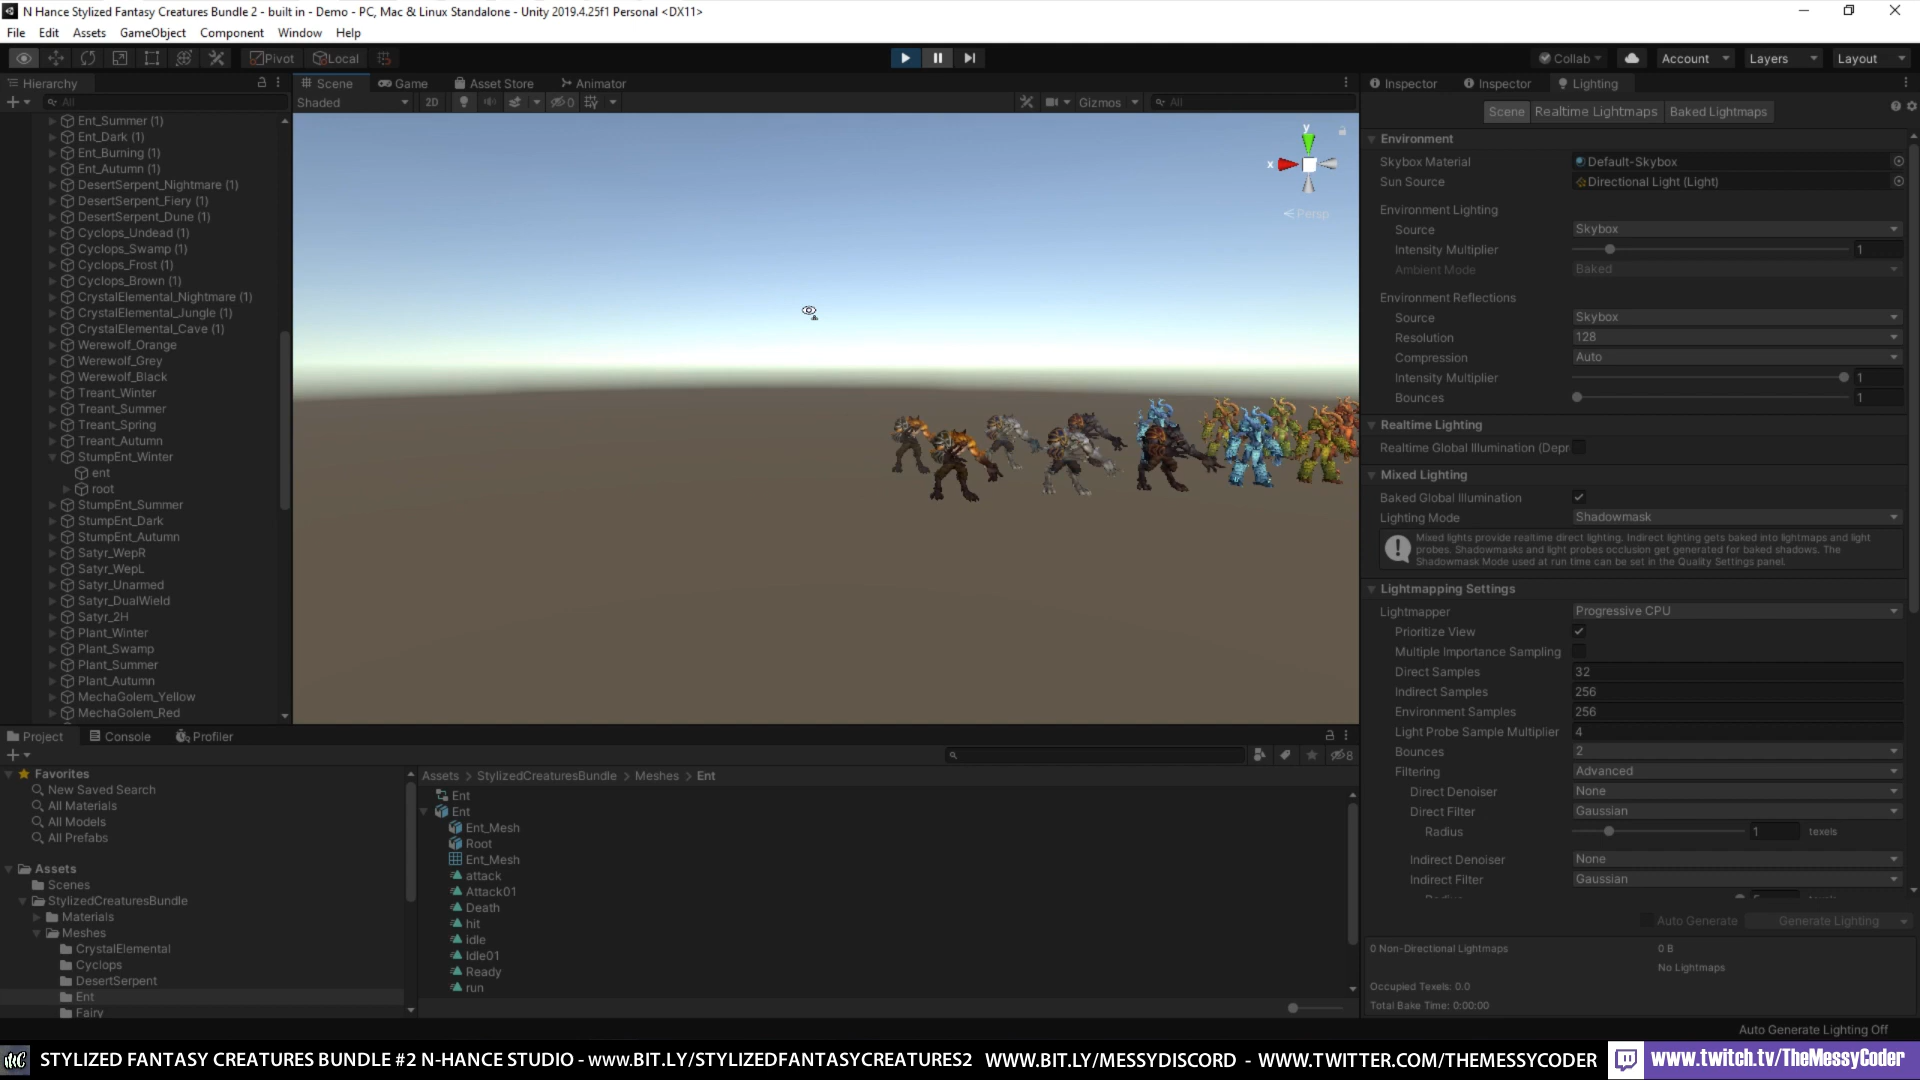 N Hance Stylized Fantasy Creatures Bundle 2 - built in - Demo - PC, Mac & Linux Standalone - Unity 2019.4.25f1 Personal <DX11>
File Edit Assets GameObject Component Window Help
Pivot Local Collab Account Layers Layout
Hierarchy Scene Game Asset Store Animator Inspector Inspector Lighting
All Shaded 2D 0 Gizmos All
Scene Realtime Lightmaps Baked Lightmaps
Ent_Summer (1)
Ent_Dark (1)
Ent_Burning (1)
Ent_Autumn (1)
DesertSerpent_Nightmare (1)
DesertSerpent_Fiery (1)
DesertSerpent_Dune (1)
Cyclops_Undead (1)
Cyclops_Swamp (1)
Cyclops_Frost (1)
Cyclops_Brown (1)
CrystalElemental_Nightmare (1)
CrystalElemental_Jungle (1)
CrystalElemental_Cave (1)
Werewolf_Orange
Werewolf_Grey
Werewolf_Black
Treant_Winter
Treant_Summer
Treant_Spring
Treant_Autumn
StumpEnt_Winter
ent
root
StumpEnt_Summer
StumpEnt_Dark
StumpEnt_Autumn
Satyr_WepR
Satyr_WepL
Satyr_Unarmed
Satyr_DualWield
Satyr_2H
Plant_Winter
Plant_Swamp
Plant_Summer
Plant_Autumn
MechaGolem_Yellow
MechaGolem_Red
y
x
Persp
Environment
Skybox Material Default-Skybox
Sun Source Directional Light (Light)
Environment Lighting
Source Skybox
Intensity Multiplier 1
Ambient Mode Baked
Environment Reflections
Source Skybox
Resolution 128
Compression Auto
Intensity Multiplier 1
Bounces 1
Realtime Lighting
Realtime Global Illumination (Depr
Mixed Lighting
Baked Global Illumination
Lighting Mode Shadowmask
Mixed lights provide realtime direct lighting. Indirect lighting gets baked into lightmaps and light
probes. Shadowmasks and light probes occlusion get generated for baked shadows. The
Shadowmask Mode used at run time can be set in the Quality Settings panel.
Lightmapping Settings
Lightmapper Progressive CPU
Prioritize View
Multiple Importance Sampling
Direct Samples 32
Indirect Samples 256
Environment Samples 256
Light Probe Sample Multiplier 4
Bounces 2
Filtering Advanced
Direct Denoiser None
Direct Filter Gaussian
Radius 1 texels
Indirect Denoiser None
Indirect Filter Gaussian
Auto Generate Generate Lighting
0 Non-Directional Lightmaps 0 B
No Lightmaps
Occupied Texels: 0.0
Total Bake Time: 0:00:00
Auto Generate Lighting Off
Project Console Profiler
8
Favorites
New Saved Search
All Materials
All Models
All Prefabs
Assets
Scenes
StylizedCreaturesBundle
Materials
Meshes
CrystalElemental
Cyclops
DesertSerpent
Ent
Fairy
Assets > StylizedCreaturesBundle > Meshes > Ent
Ent
Ent
Ent_Mesh
Root
Ent_Mesh
attack
Attack01
Death
hit
idle
Idle01
Ready
run
STYLIZED FANTASY CREATURES BUNDLE #2 N-HANCE STUDIO - www.BIT.LY/STYLIZEDFANTASYCREATURES2 WWW.BIT.LY/MESSYDISCORD - WWW.TWITTER.COM/THEMESSYCODER www.twitch.tv/TheMessyCoder